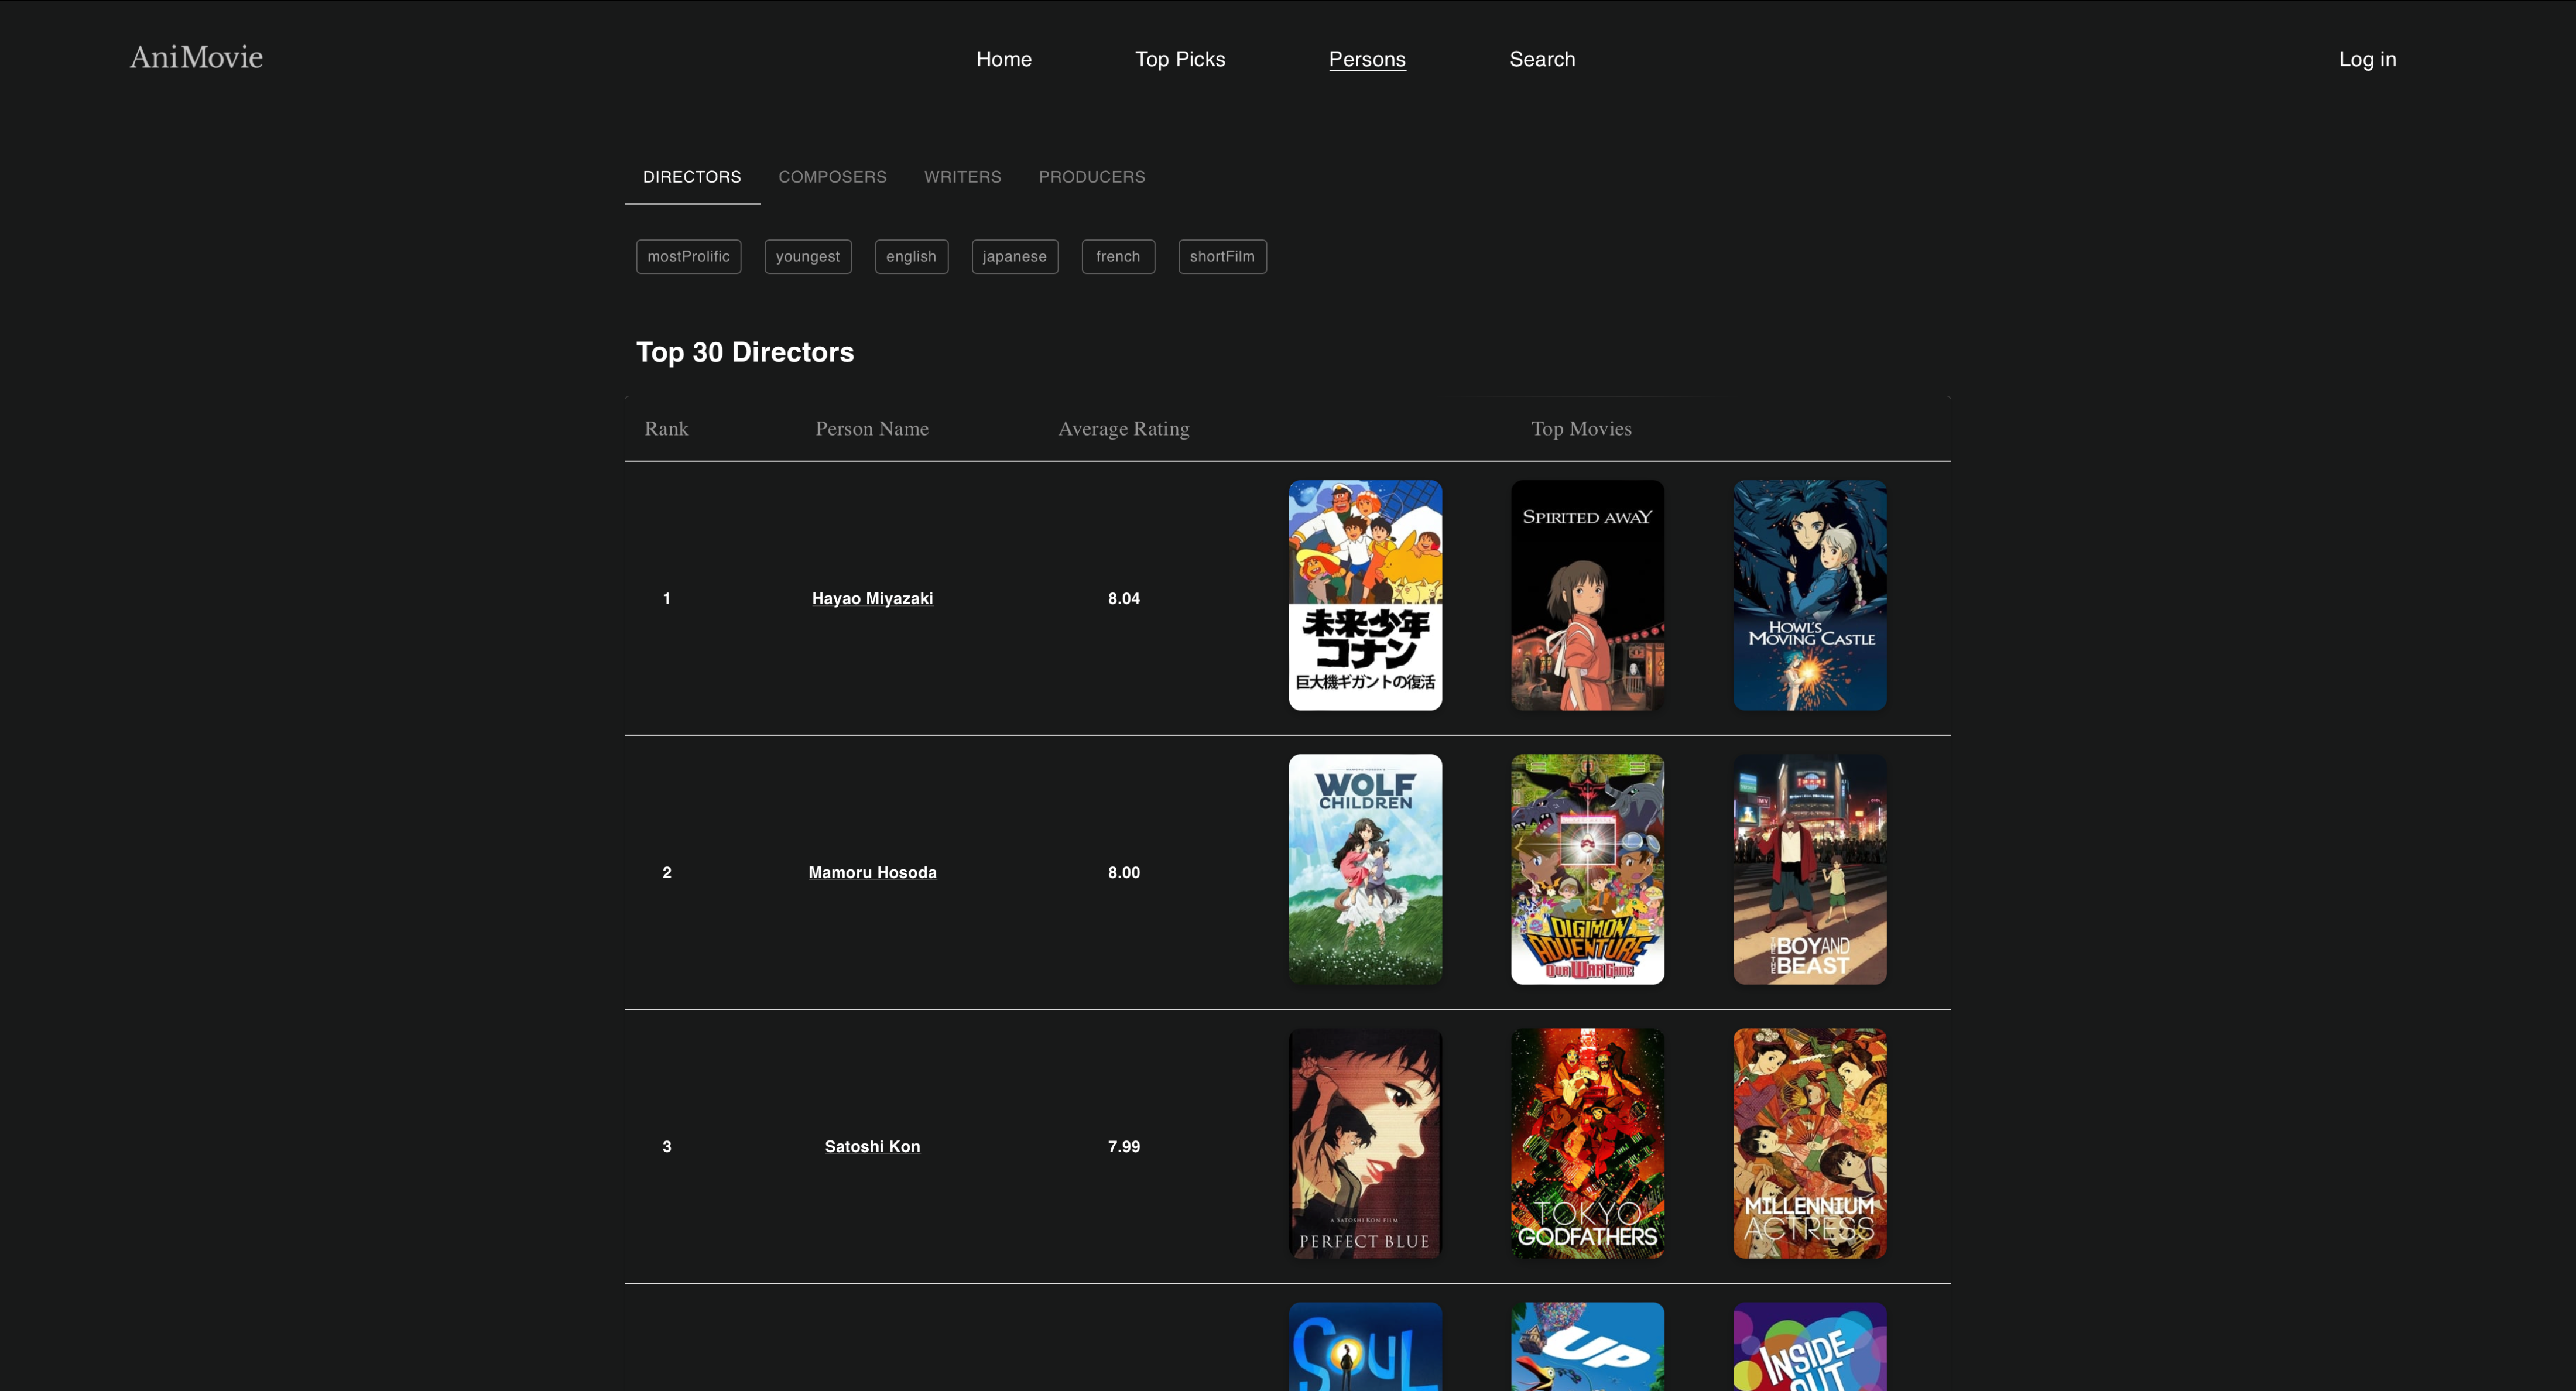 AniMovie
Home
Top Picks
Persons
Search
Log in
DIRECTORS
COMPOSERS
WRITERS
PRODUCERS
mostProlific
youngest
english
japanese
french
shortFilm
Top 30 Directors
Rank
Person Name
Average Rating
Top Movies
1
Hayao Miyazaki
8.04
未来少年
コナン
巨大機ギガントの復活
SPIRITED AWAY
HOWL'S
MOVING CASTLE
2
Mamoru Hosoda
8.00
WOLF
CHILDREN
DIGIMON
ADVENTURE
OUR WAR GAME
THE BOY AND
THE BEAST
3
Satoshi Kon
7.99
A SATOSHI KON FILM
PERFECT BLUE
TOKYO
GODFATHERS
MILLENNIUM
ACTRESS
SOUL
UP
INSIDE
OUT